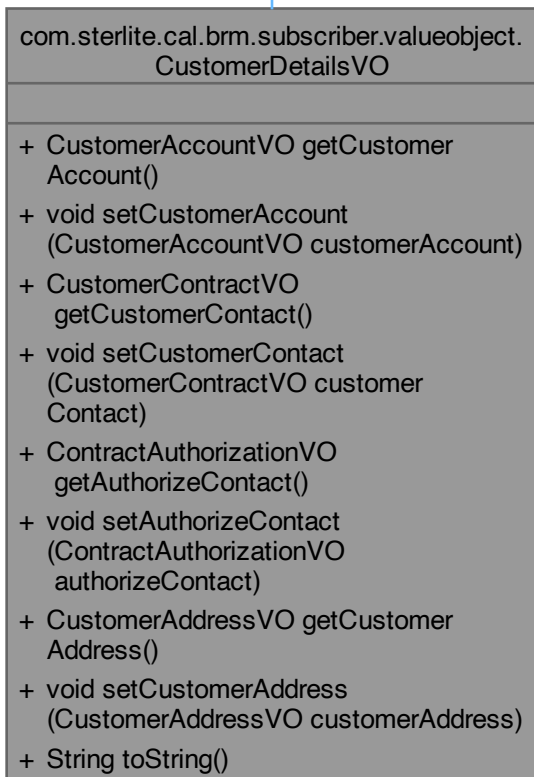 com.sterlite.cal.brm.subscriber.valueobject.
CustomerDetailsVO
+ CustomerAccountVO getCustomer
Account()
+ void setCustomerAccount
(CustomerAccountVO customerAccount)
+ CustomerContractVO
getCustomerContact()
+ void setCustomerContact
(CustomerContractVO customer
Contact)
+ ContractAuthorizationVO
getAuthorizeContact()
+ void setAuthorizeContact
(ContractAuthorizationVO
authorizeContact)
+ CustomerAddressVO getCustomer
Address()
+ void setCustomerAddress
(CustomerAddressVO customerAddress)
+ String toString()